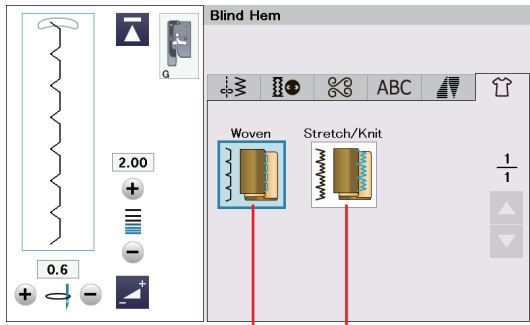 G
2.00
0.6
Blind Hem
ABC
Woven Stretch/Knit
1
1